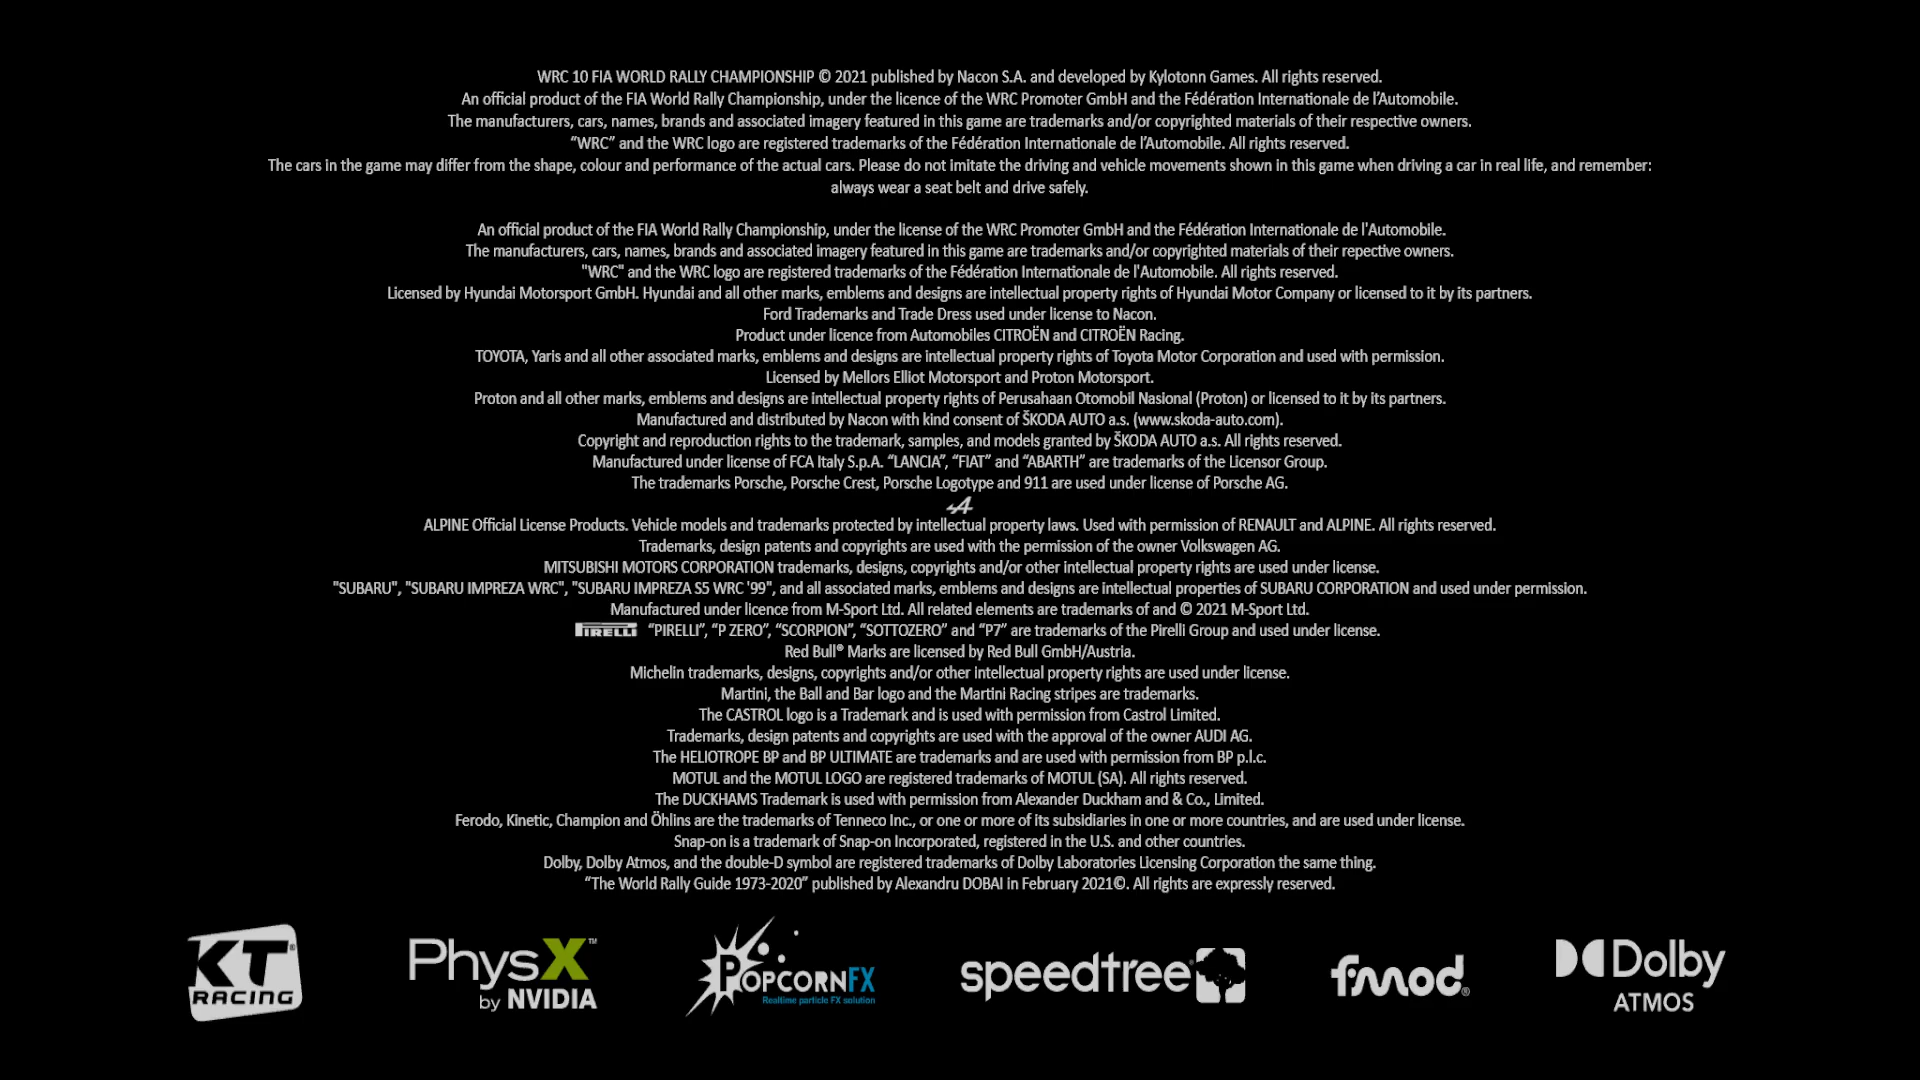 WRC 10 FIA WORLD RALLY CHAMPIONSHIP © 2021 published by Nacon S.A. and developed by Kylotonn Games. All rights reserved.
An official product of the FIA World Rally Championship, under the licence of the WRC Promoter GmbH and the Fédération Internationale de l’Automobile.
The manufacturers, cars, names, brands and associated imagery featured in this game are trademarks and/or copyrighted materials of their respective owners.
“WRC” and the WRC logo are registered trademarks of the Fédération Internationale de l’Automobile. All rights reserved.
The cars in the game may differ from the shape, colour and performance of the actual cars. Please do not imitate the driving and vehicle movements shown in this game when driving a car in real life, and remember:
always wear a seat belt and drive safely.
An official product of the FIA World Rally Championship, under the license of the WRC Promoter GmbH and the Fédération Internationale de l'Automobile.
The manufacturers, cars, names, brands and associated imagery featured in this game are trademarks and/or copyrighted materials of their repective owners.
"WRC" and the WRC logo are registered trademarks of the Fédération Internationale de l'Automobile. All rights reserved.
Licensed by Hyundai Motorsport GmbH. Hyundai and all other marks, emblems and designs are intellectual property rights of Hyundai Motor Company or licensed to it by its partners.
Ford Trademarks and Trade Dress used under license to Nacon.
Product under licence from Automobiles CITROËN and CITROËN Racing.
TOYOTA, Yaris and all other associated marks, emblems and designs are intellectual property rights of Toyota Motor Corporation and used with permission.
Licensed by Mellors Elliot Motorsport and Proton Motorsport.
Proton and all other marks, emblems and designs are intellectual property rights of Perusahaan Otomobil Nasional (Proton) or licensed to it by its partners.
Manufactured and distributed by Nacon with kind consent of ŠKODA AUTO a.s. (www.skoda-auto.com).
Copyright and reproduction rights to the trademark, samples, and models granted by ŠKODA AUTO a.s. All rights reserved.
Manufactured under license of FCA Italy S.p.A. “LANCIA”, “FIAT” and “ABARTH” are trademarks of the Licensor Group.
The trademarks Porsche, Porsche Crest, Porsche Logotype and 911 are used under license of Porsche AG.
ALPINE Official License Products. Vehicle models and trademarks protected by intellectual property laws. Used with permission of RENAULT and ALPINE. All rights reserved.
Trademarks, design patents and copyrights are used with the permission of the owner Volkswagen AG.
MITSUBISHI MOTORS CORPORATION trademarks, designs, copyrights and/or other intellectual property rights are used under license.
"SUBARU", "SUBARU IMPREZA WRC", "SUBARU IMPREZA S5 WRC '99", and all associated marks, emblems and designs are intellectual properties of SUBARU CORPORATION and used under permission.
Manufactured under licence from M-Sport Ltd. All related elements are trademarks of and © 2021 M-Sport Ltd.
PIRELLI “PIRELLI”, “P ZERO”, “SCORPION”, “SOTTOZERO” and “P7” are trademarks of the Pirelli Group and used under license.
Red Bull® Marks are licensed by Red Bull GmbH/Austria.
Michelin trademarks, designs, copyrights and/or other intellectual property rights are used under license.
Martini, the Ball and Bar logo and the Martini Racing stripes are trademarks.
The CASTROL logo is a Trademark and is used with permission from Castrol Limited.
Trademarks, design patents and copyrights are used with the approval of the owner AUDI AG.
The HELIOTROPE BP and BP ULTIMATE are trademarks and are used with permission from BP p.l.c.
MOTUL and the MOTUL LOGO are registered trademarks of MOTUL (SA). All rights reserved.
The DUCKHAMS Trademark is used with permission from Alexander Duckham and & Co., Limited.
Ferodo, Kinetic, Champion and Öhlins are the trademarks of Tenneco Inc., or one or more of its subsidiaries in one or more countries, and are used under license.
Snap-on is a trademark of Snap-on Incorporated, registered in the U.S. and other countries.
Dolby, Dolby Atmos, and the double-D symbol are registered trademarks of Dolby Laboratories Licensing Corporation the same thing.
“The World Rally Guide 1973-2020” published by Alexandru DOBAI in February 2021©. All rights are expressly reserved.
KT®
RACING
PhysX™
by NVIDIA
POPCORNFX
Realtime particle FX solution
speedtree®
fmod®
Dolby
ATMOS